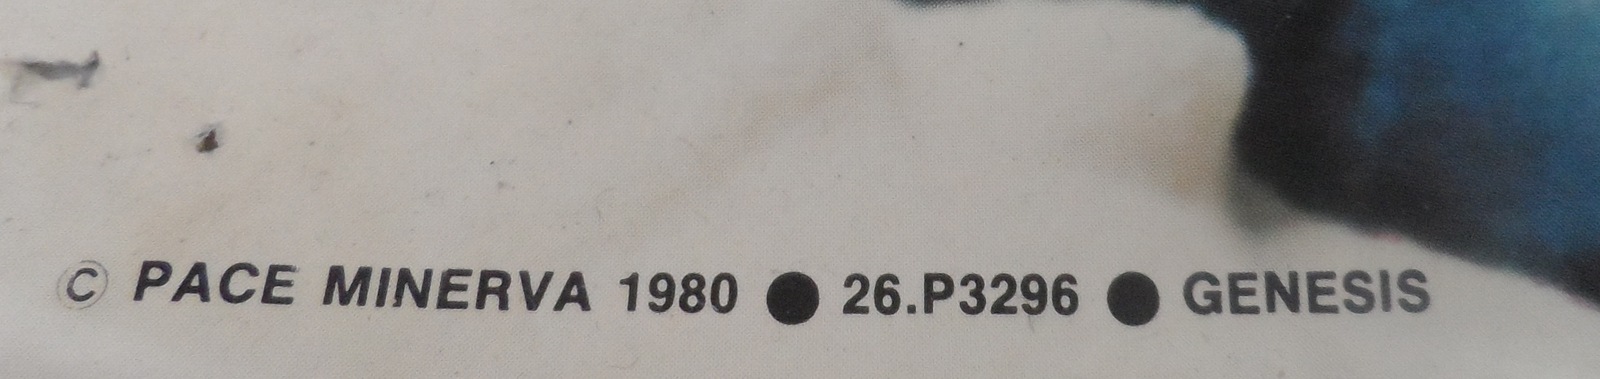 © PACE MINERVA 1980 ● 26.P3296 ● GENESIS